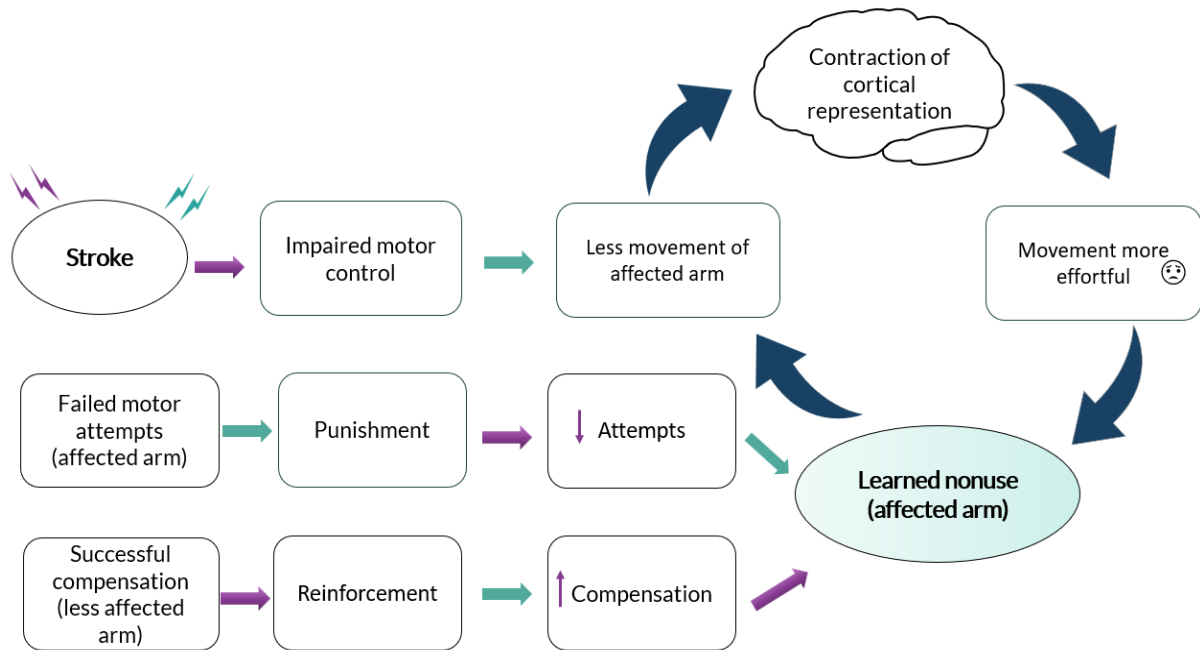 Contraction of
cortical
representation
Stroke
Impaired motor
control
Less movement of
affected arm
Movement more
effortful
Failed motor
attempts
(affected arm)
Punishment
↓ Attempts
Learned nonuse
(affected arm)
Successful
compensation
(less affected
arm)
Reinforcement
↑ Compensation